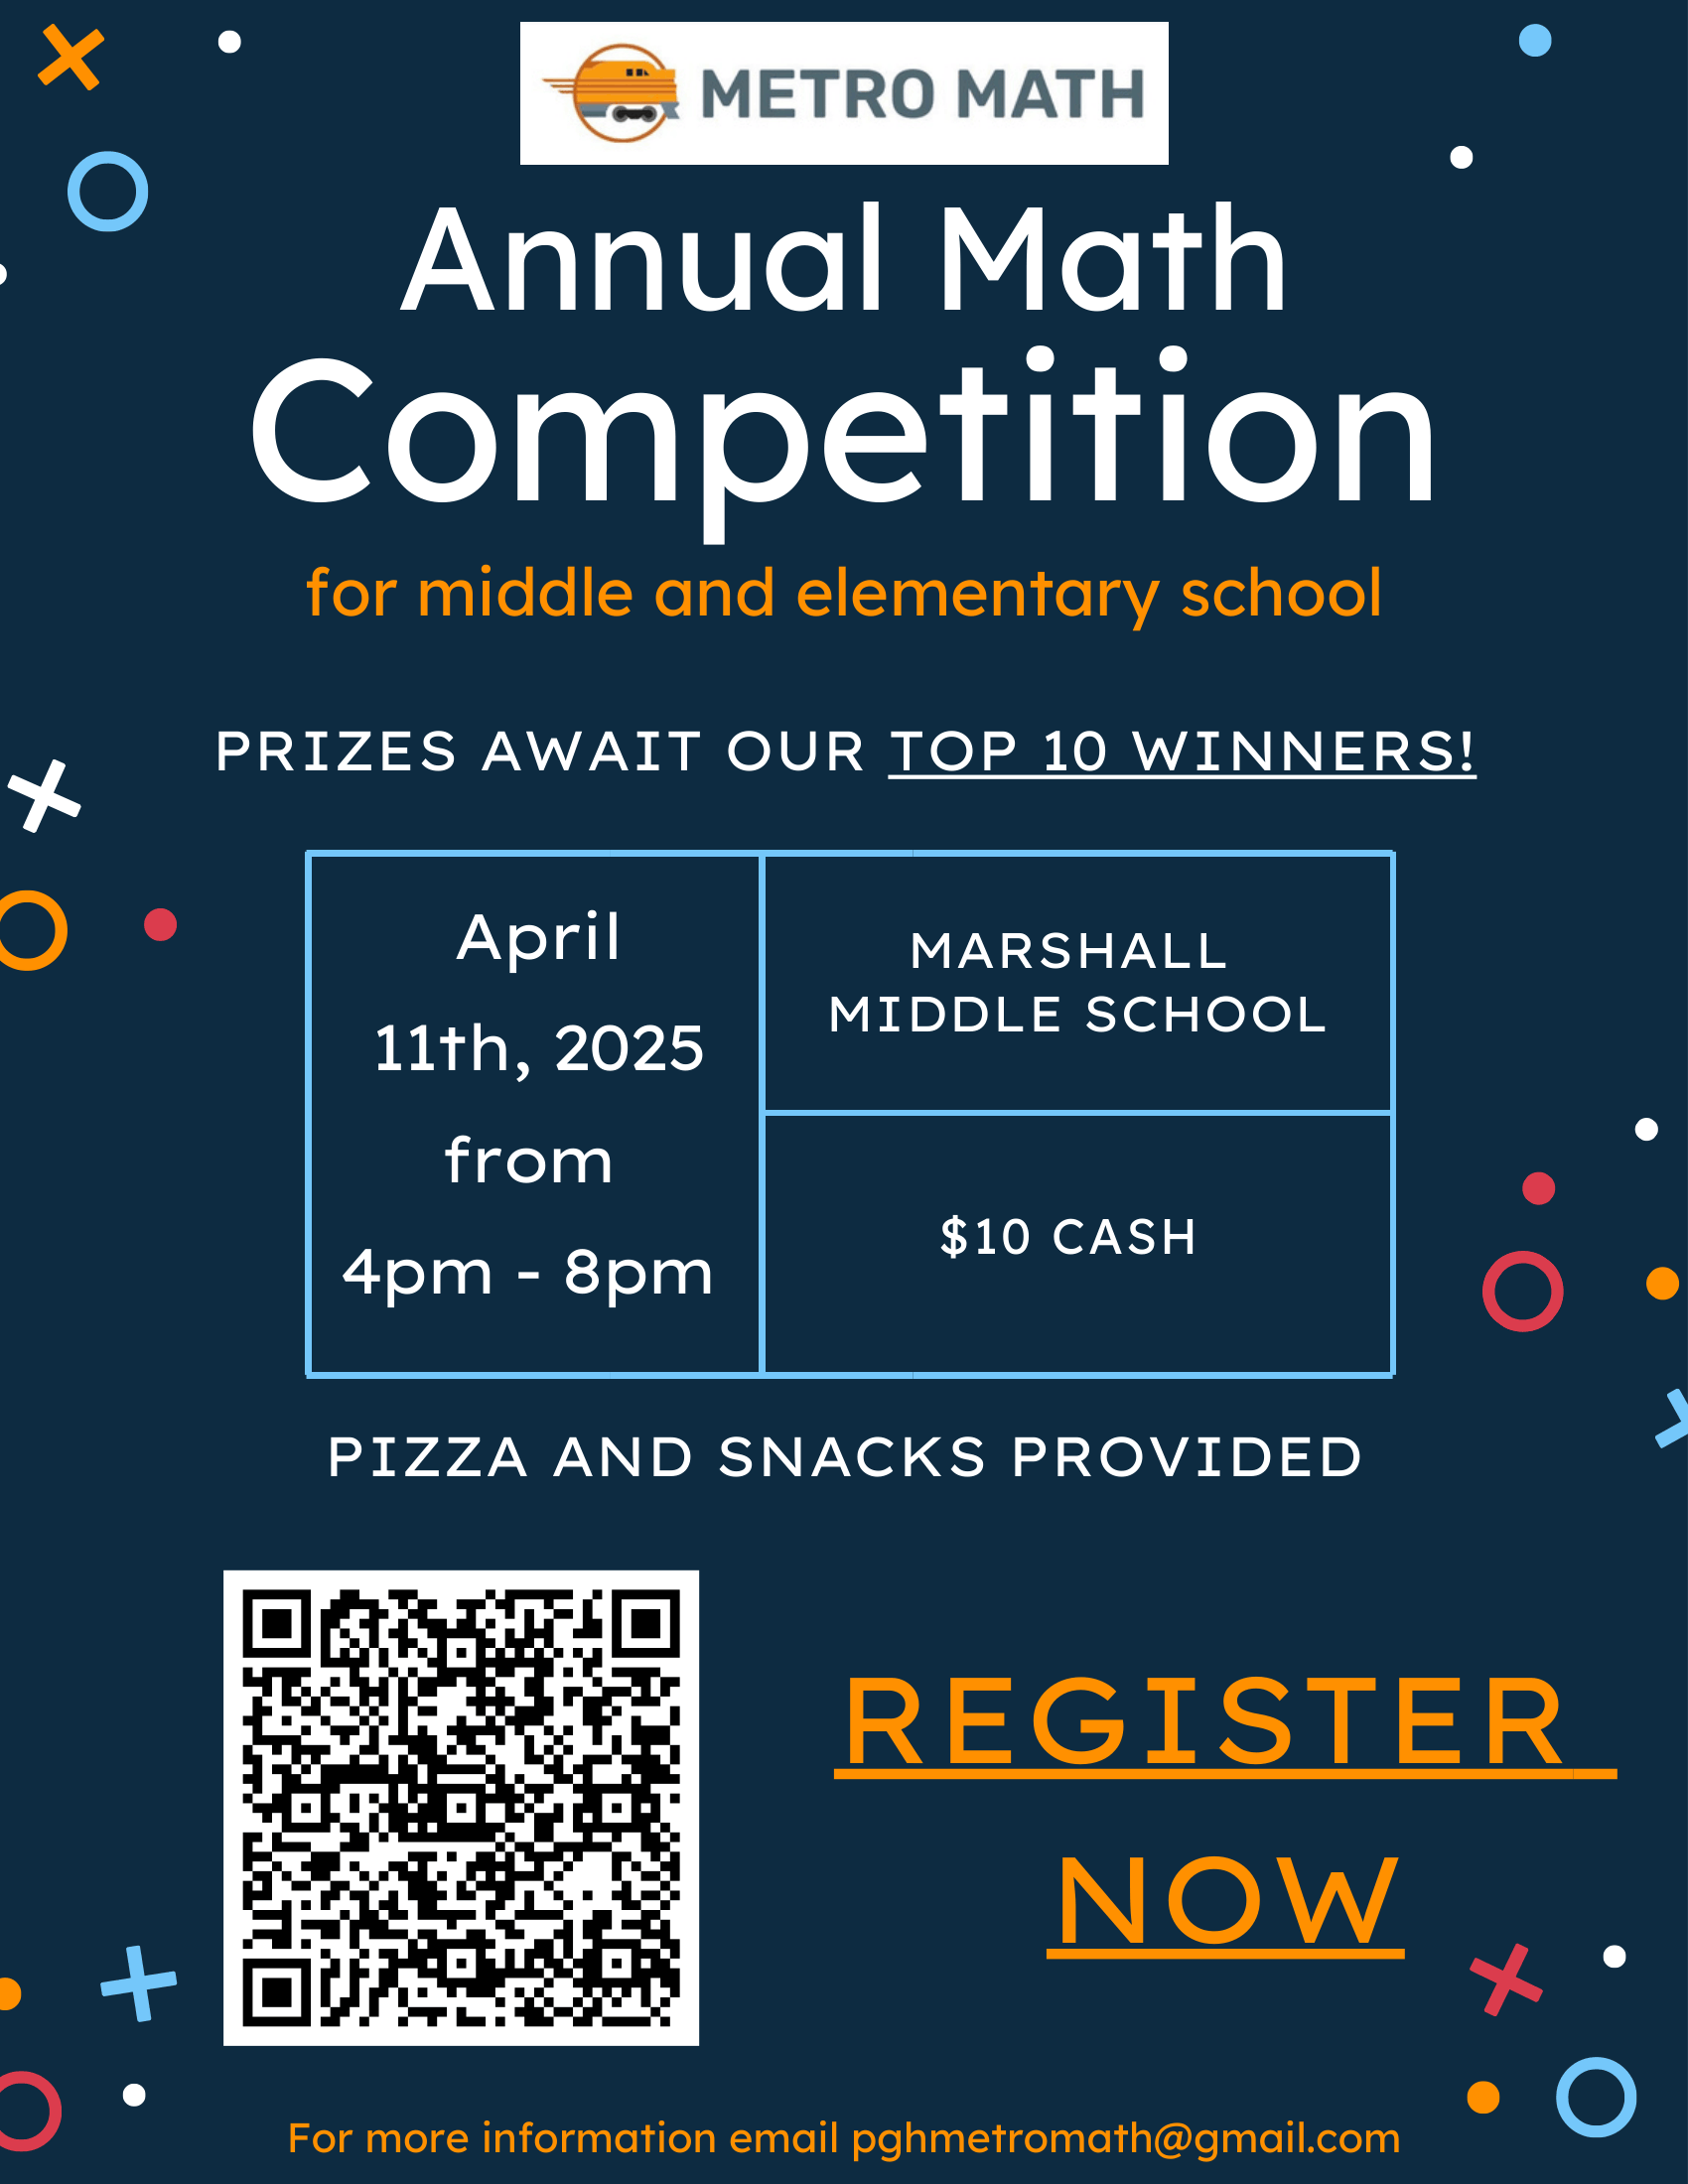 METRO MATH
Annual Math
Competition
for middle and elementary school
PRIZES AWAIT OUR TOP 10 WINNERS!
April
11th, 2025
from
4pm - 8pm
MARSHALL
MIDDLE SCHOOL
$10 CASH
PIZZA AND SNACKS PROVIDED
REGISTER
NOW
For more information email pghmetromath@gmail.com